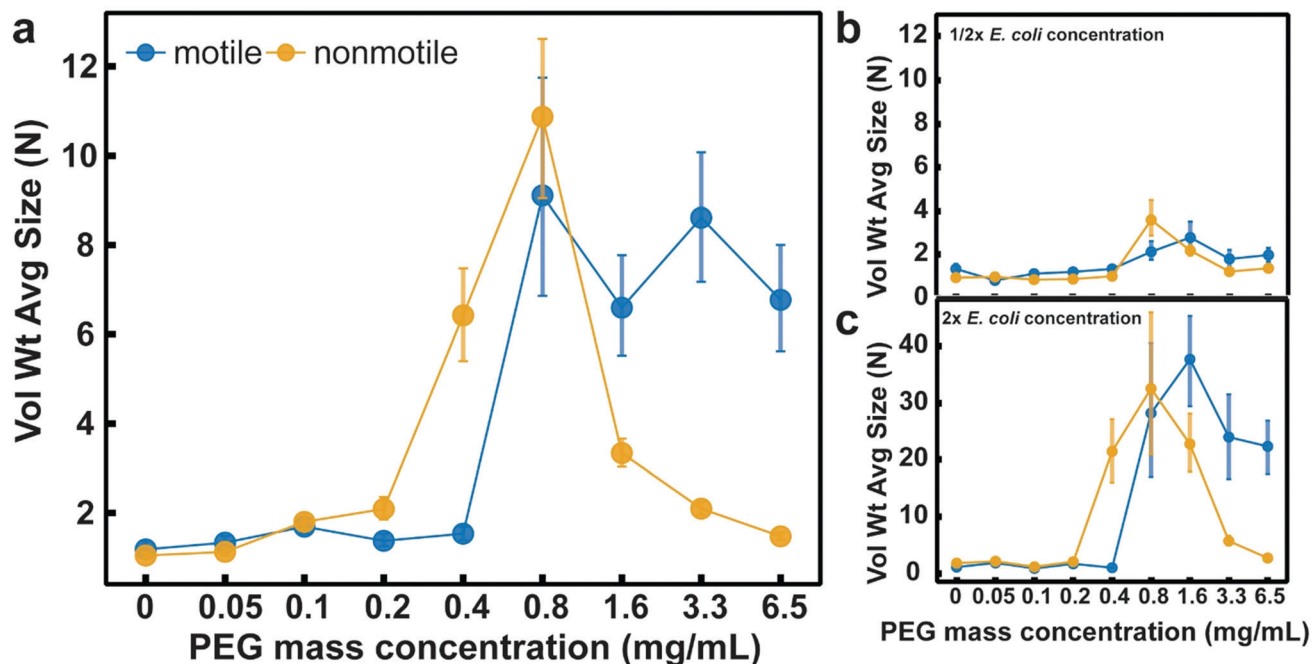 a
motile nonmotile
Vol Wt Avg Size (N)
12
10
8
6
4
2
0 0.05 0.1 0.2 0.4 0.8 1.6 3.3 6.5
PEG mass concentration (mg/mL)
b
1/2x E. coli concentration
Vol Wt Avg Size (N)
12
10
8
6
4
2
0
c
2x E. coli concentration
Vol Wt Avg Size (N)
40
30
20
10
0
0 0.05 0.1 0.2 0.4 0.8 1.6 3.3 6.5
PEG mass concentration (mg/mL)